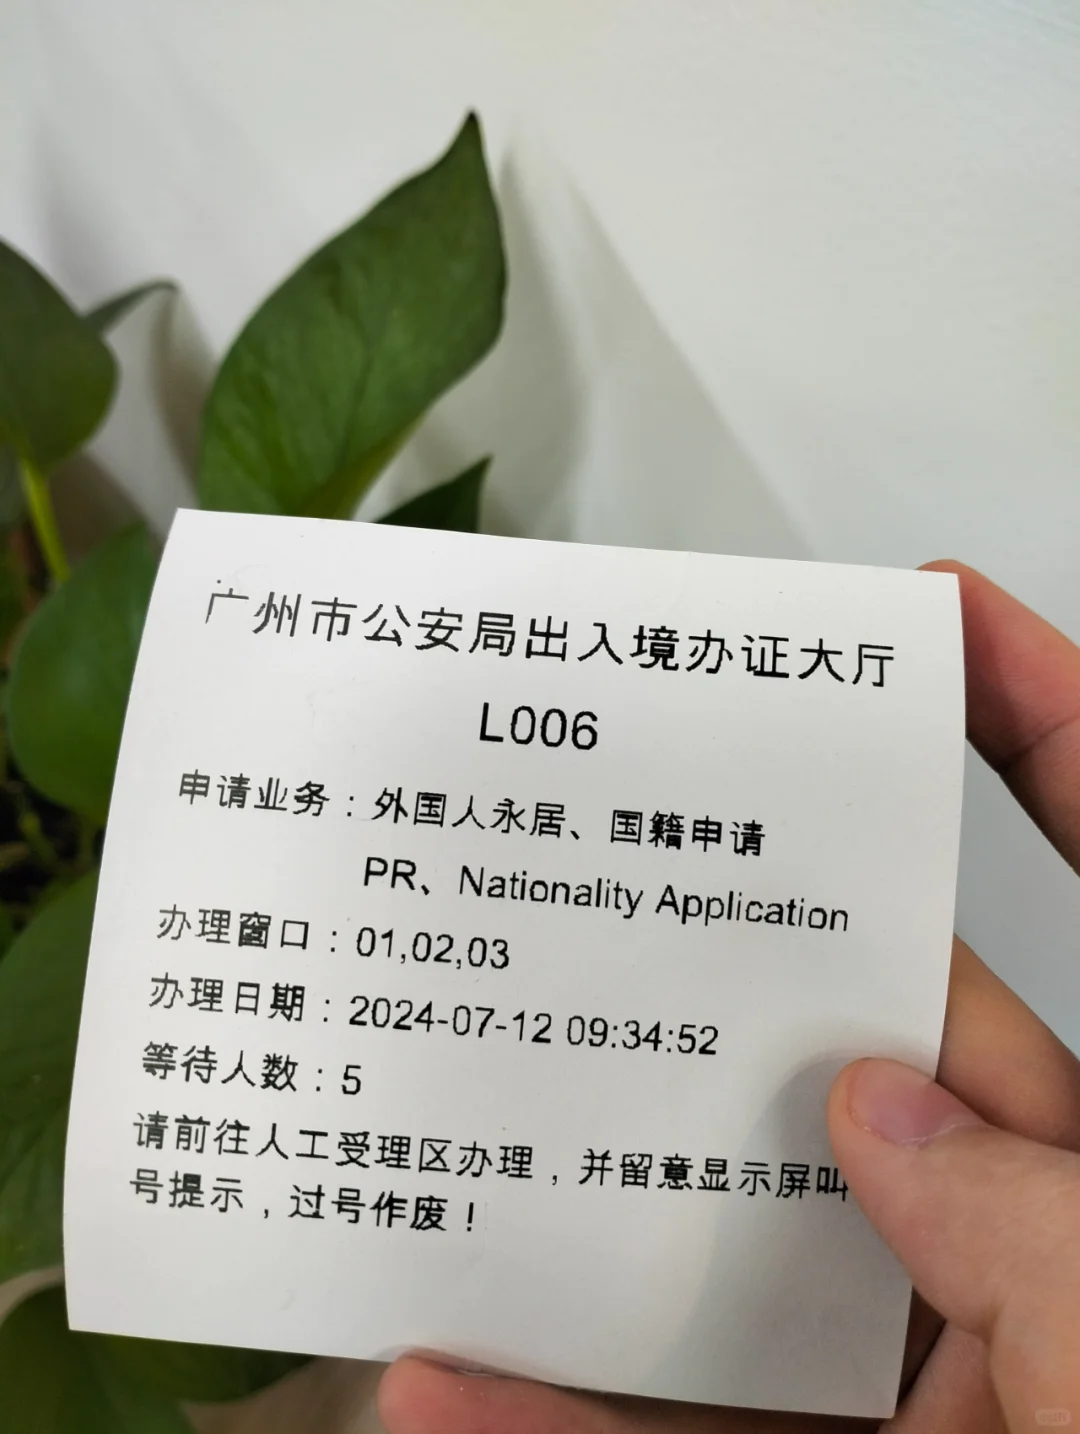 广州市公安局出入境办证大厅
L006
申请业务：外国人永居、国籍申请
PR、Nationality Application
办理窗口：01,02,03
办理日期：2024-07-12 09:34:52
等待人数：5
请前往人工受理区办理，并留意显示屏叫
号提示，过号作废！